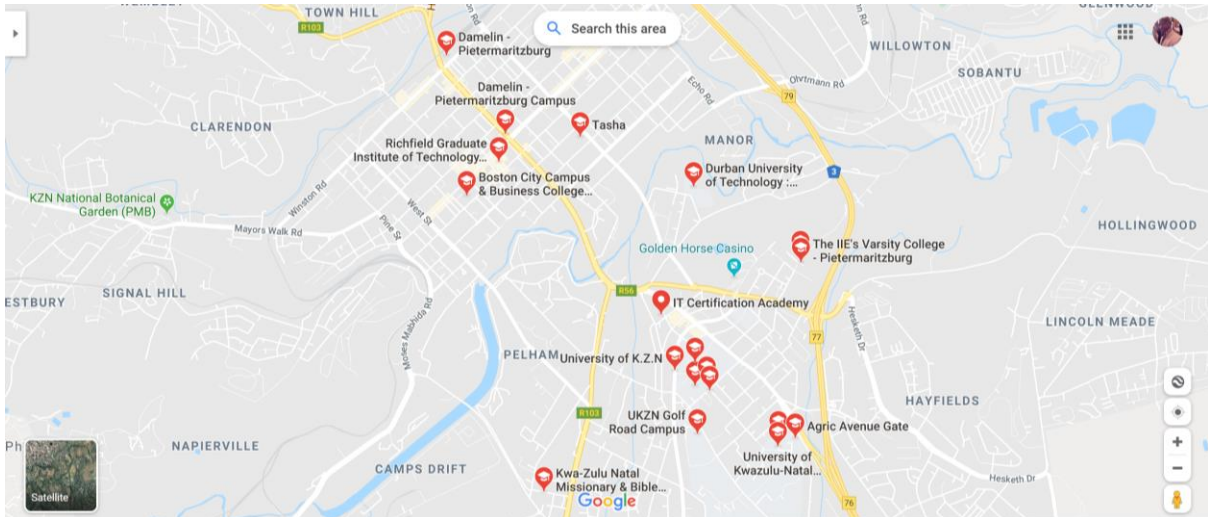 TOWN HILL
R103
Search this area
GLENWOOD
Damelin -
Pietermaritzburg
WILLOWTON
SOBANTU
Ohrtmann Rd
Echo Rd
79
Damelin -
Pietermaritzburg Campus
CLARENDON
Tasha
MANOR
Richfield Graduate
Institute of Technology...
Durban University
of Technology :...
3
Boston City Campus
& Business College...
KZN National Botanical
Garden (PMB)
Winston Rd
West St
Pine St
Mayors Walk Rd
HOLLINGWOOD
Golden Horse Casino
The IIE's Varsity College
- Pietermaritzburg
SIGNAL HILL
ESTBURY
R56
IT Certification Academy
Moses Mabhida Rd
Hesketh Dr
LINCOLN MEADE
77
PELHAM
University of K.Z.N
HAYFIELDS
R103
UKZN Golf
Road Campus
Agric Avenue Gate
NAPIERVILLE
Ph
CAMPS DRIFT
University of
Kwazulu-Natal...
Kwa-Zulu Natal
Missionary & Bible...
Hesketh Dr
Satellite
Google
76